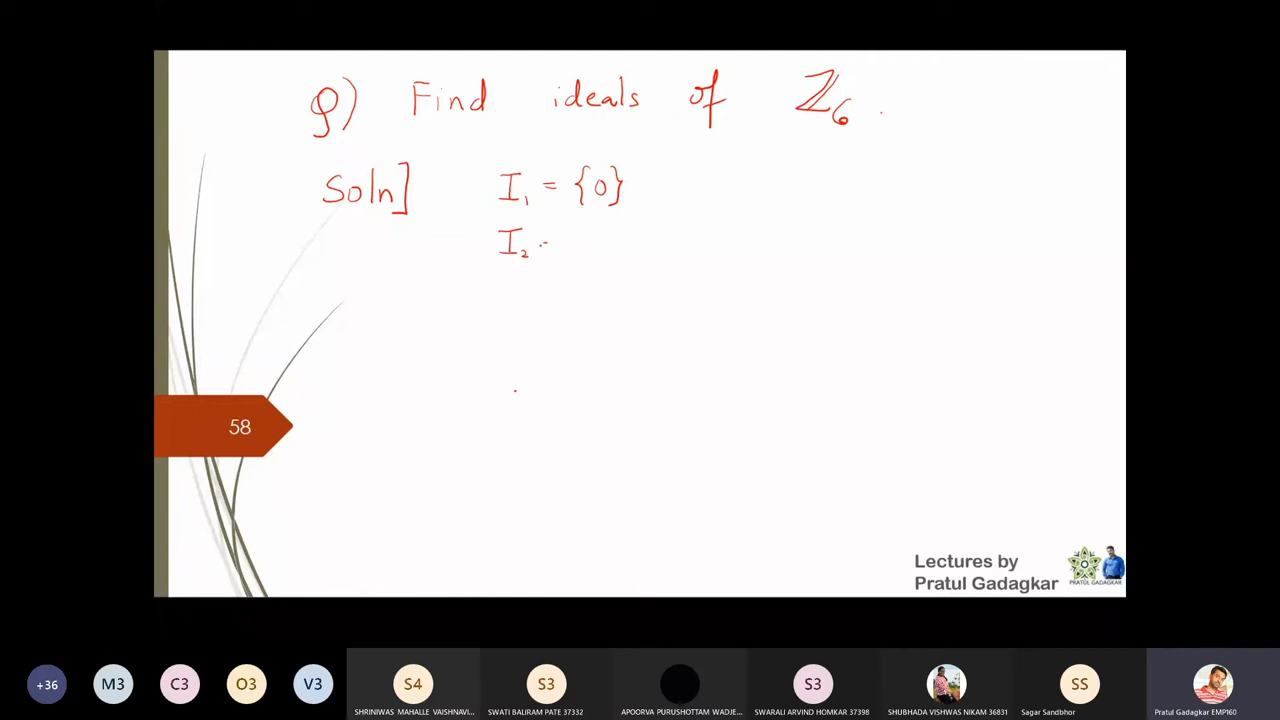 Q) Find ideals of ℤ₆.
Soln] I₁ = {0}
I₂ =
58
Lectures by
Pratul Gadagkar
PRATUL GADAGKAR
+36 M3 C3 O3 V3 S4 S3 S3 SS
SHRINIWAS MAHALLE VAISHNAVI... SWATI BALIRAM PATE 37332 APOORVA PURUSHOTTAM WADJE... SWARALI ARVIND HOMKAR 37398 SHUBHADA VISHWAS NIKAM 36831 Sagar Sandbhor Pratul Gadagkar EMP160